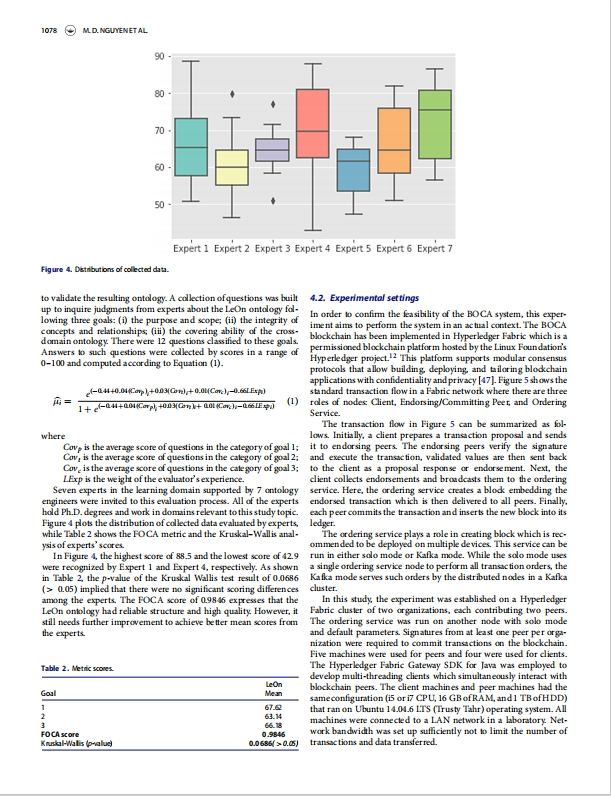 1078 M. D. NGUYEN ET AL.
90
80
70
60
50
Expert 1 Expert 2 Expert 3 Expert 4 Expert 5 Expert 6 Expert 7
Figure 4. Distributions of collected data.
to validate the resulting ontology. A collection of questions was built
up to inquire judgments from experts about the LeOn ontology fol-
lowing three goals: (i) the purpose and scope; (ii) the integrity of
concepts and relationships; (iii) the covering ability of the cross-
domain ontology. There were 12 questions classified to these goals.
Answers to such questions were collected by scores in a range of
0–100 and computed according to Equation (1).
μ̂i = e^(−0.44+0.04(Cov_p)_i+0.03(Cov_t)_i+0.01(Cov_c)_i−0.66LExp_i) / 1 + e^(−0.44+0.04(Cov_p)_i+0.03(Cov_t)_i+0.01(Cov_c)_i−0.66LExp_i) (1)
where
Cov_p is the average score of questions in the category of goal 1;
Cov_t is the average score of questions in the category of goal 2;
Cov_c is the average score of questions in the category of goal 3;
LExp is the weight of the evaluator's experience.
Seven experts in the learning domain supported by 7 ontology
engineers were invited to this evaluation process. All of the experts
hold Ph.D. degrees and work in domains relevant to this study topic.
Figure 4 plots the distribution of collected data evaluated by experts,
while Table 2 shows the FOCA metric and the Kruskal–Wallis anal-
ysis of experts' scores.
In Figure 4, the highest score of 88.5 and the lowest score of 42.9
were recognized by Expert 1 and Expert 4, respectively. As shown
in Table 2, the p-value of the Kruskal Wallis test result of 0.0686
(> 0.05) implied that there were no significant scoring differences
among the experts. The FOCA score of 0.9846 expresses that the
LeOn ontology had reliable structure and high quality. However, it
still needs further improvement to achieve better mean scores from
the experts.
Table 2. Metric scores.
LeOn
Goal Mean
1 67.62
2 63.14
3 66.18
FOCA score 0.9846
Kruskal-Wallis (p-value) 0.0686(>0.05)
4.2. Experimental settings
In order to confirm the feasibility of the BOCA system, this exper-
iment aims to perform the system in an actual context. The BOCA
blockchain has been implemented in Hyperledger Fabric which is a
permissioned blockchain platform hosted by the Linux Foundation's
Hyperledger project.12 This platform supports modular consensus
protocols that allow building, deploying, and tailoring blockchain
applications with confidentiality and privacy [47]. Figure 5 shows the
standard transaction flow in a Fabric network where there are three
roles of nodes: Client, Endorsing/Committing Peer, and Ordering
Service.
The transaction flow in Figure 5 can be summarized as fol-
lows. Initially, a client prepares a transaction proposal and sends
it to endorsing peers. The endorsing peers verify the signature
and execute the transaction, validated values are then sent back
to the client as a proposal response or endorsement. Next, the
client collects endorsements and broadcasts them to the ordering
service. Here, the ordering service creates a block embedding the
endorsed transaction which is then delivered to all peers. Finally,
each peer commits the transaction and inserts the new block into its
ledger.
The ordering service plays a role in creating block which is rec-
ommended to be deployed on multiple devices. This service can be
run in either solo mode or Kafka mode. While the solo mode uses
a single ordering service node to perform all transaction orders, the
Kafka mode serves such orders by the distributed nodes in a Kafka
cluster.
In this study, the experiment was established on a Hyperledger
Fabric cluster of two organizations, each contributing two peers.
The ordering service was run on another node with solo mode
and default parameters. Signatures from at least one peer per orga-
nization were required to commit transactions on the blockchain.
Five machines were used for peers and four were used for clients.
The Hyperledger Fabric Gateway SDK for Java was employed to
develop multi-threading clients which simultaneously interact with
blockchain peers. The client machines and peer machines had the
same configuration (i5 or i7 CPU, 16 GB of RAM, and 1 TB of HDD)
that ran on Ubuntu 14.04.6 LTS (Trusty Tahr) operating system. All
machines were connected to a LAN network in a laboratory. Net-
work bandwidth was set up sufficiently not to limit the number of
transactions and data transferred.